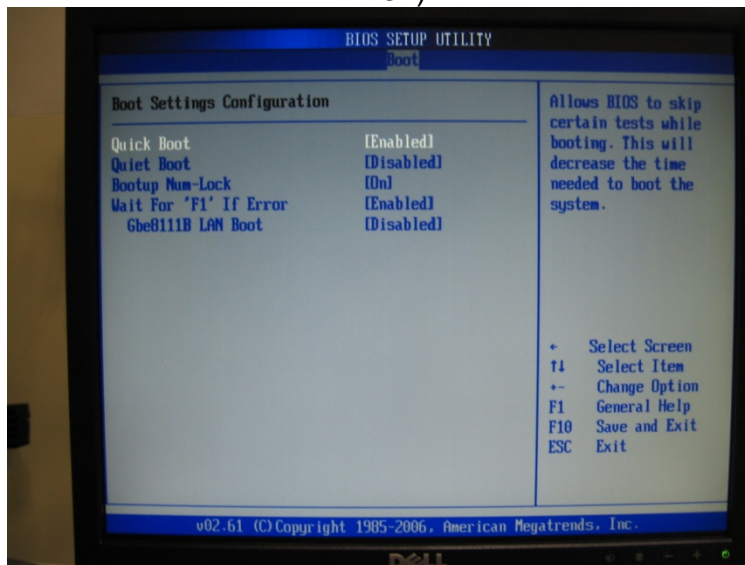 BIOS SETUP UTILITY
Boot
Boot Settings Configuration
Quick Boot [Enabled]
Quiet Boot [Disabled]
Bootup Num-Lock [On]
Wait For 'F1' If Error [Enabled]
Gbe8111B LAN Boot [Disabled]
Allows BIOS to skip
certain tests while
booting. This will
decrease the time
needed to boot the
system.
← Select Screen
↑↓ Select Item
+- Change Option
F1 General Help
F10 Save and Exit
ESC Exit
v02.61 (C)Copyright 1985-2006, American Megatrends, Inc.
DELL